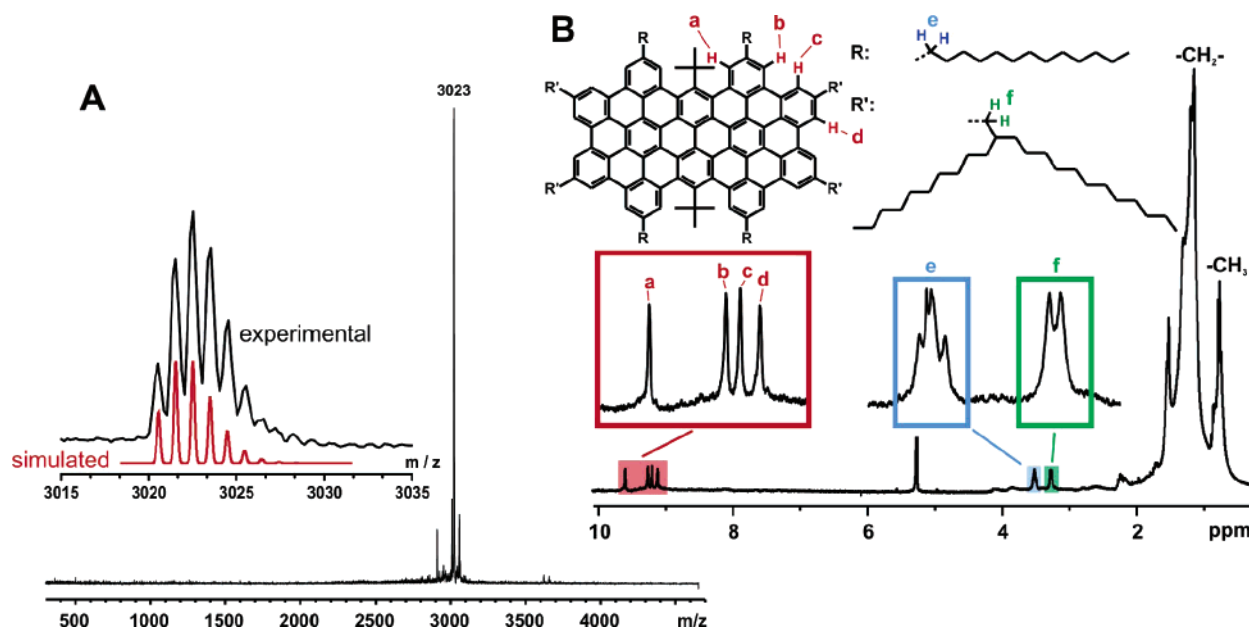 A
3023
experimental
simulated
m / z
3015 3020 3025 3030 3035
500 1000 1500 2000 2500 3000 3500 4000 m/z
B
a b c
R R
H H H
R' R'
H d
R' R'
R R
R:
e
H H
R':
f
H
H
-CH2-
-CH3
a b c d
e
f
10 8 6 4 2 ppm